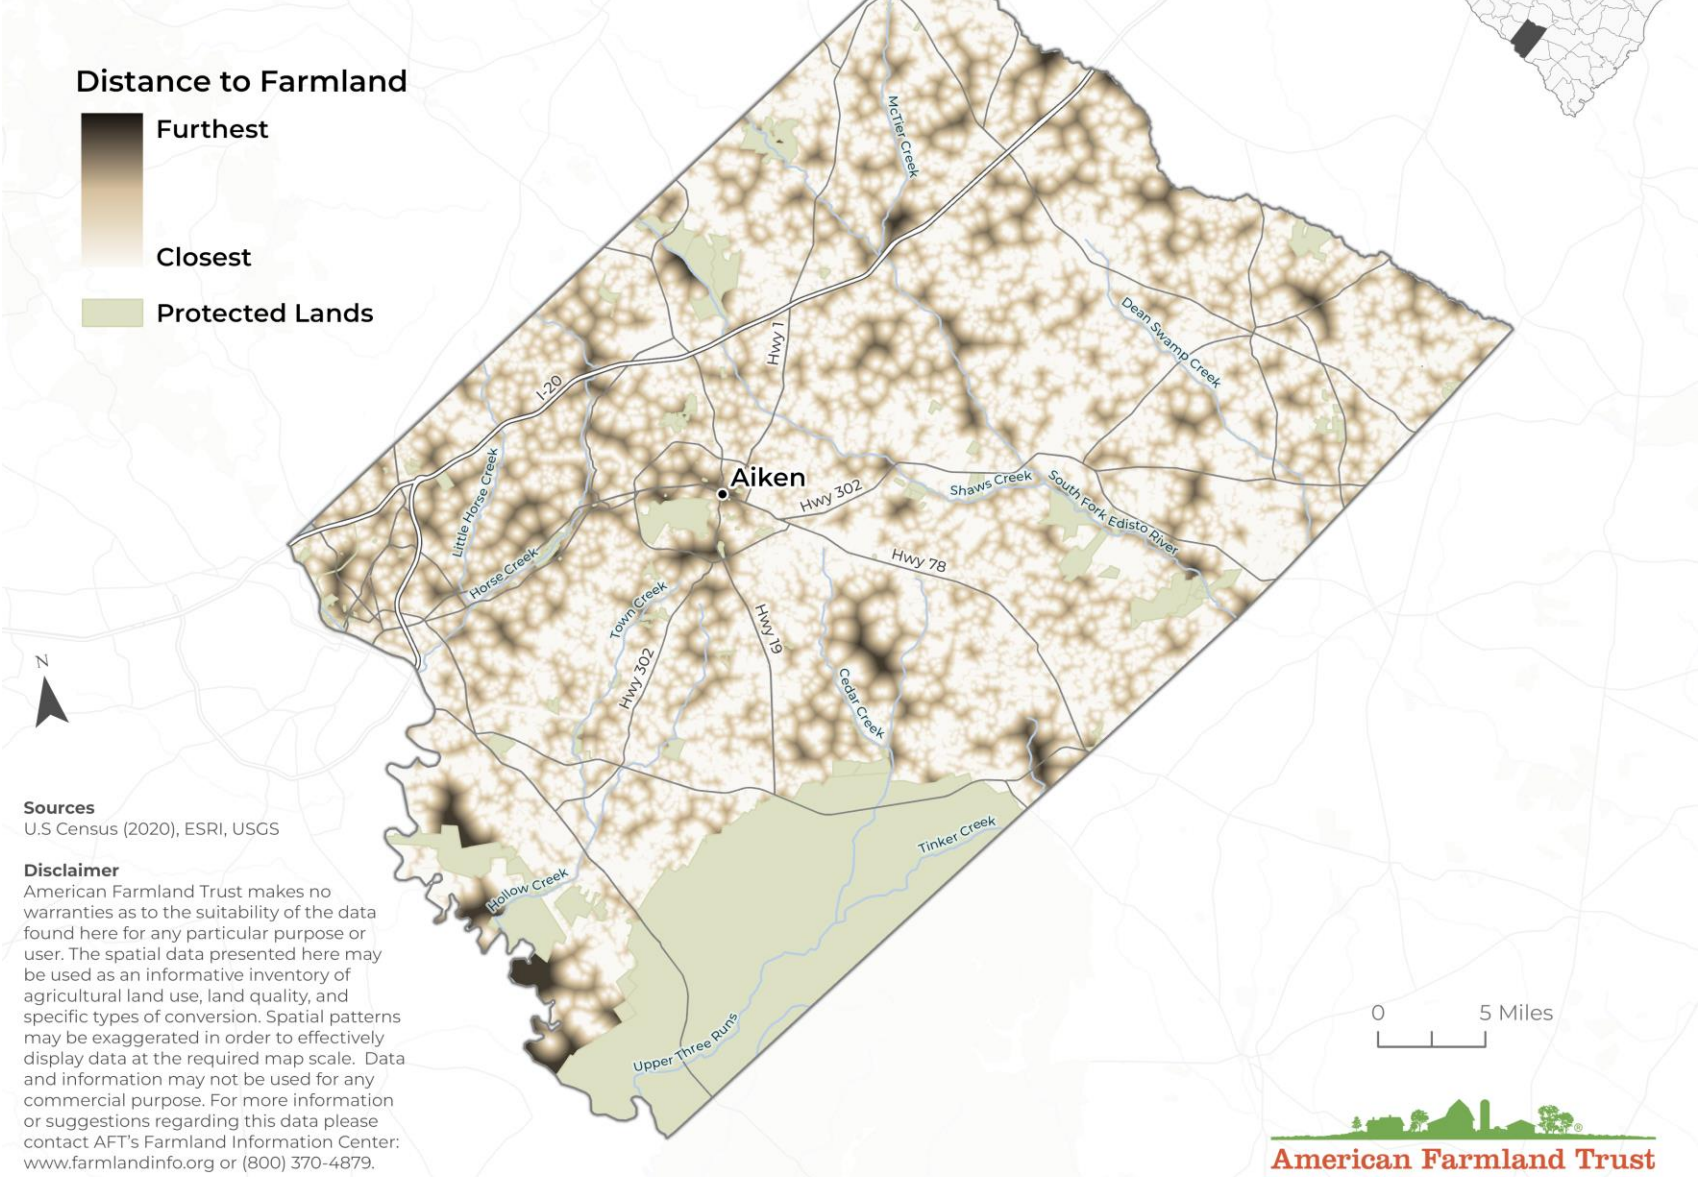 Distance to Farmland
Furthest
Closest
Protected Lands
McTier Creek
Dean Swamp Creek
Hwy 1
I-20
Little Horse Creek
Aiken
Hwy 302
Shaws Creek
South Fork Edisto River
Horse Creek
Hwy 78
Town Creek
Hwy 19
Hwy 302
Cedar Creek
N
Tinker Creek
Hollow Creek
Upper Three Runs
Sources
U.S Census (2020), ESRI, USGS
Disclaimer
American Farmland Trust makes no
warranties as to the suitability of the data
found here for any particular purpose or
user. The spatial data presented here may
be used as an informative inventory of
agricultural land use, land quality, and
specific types of conversion. Spatial patterns
may be exaggerated in order to effectively
display data at the required map scale. Data
and information may not be used for any
commercial purpose. For more information
or suggestions regarding this data please
contact AFT's Farmland Information Center:
www.farmlandinfo.org or (800) 370-4879.
0 5 Miles
American Farmland Trust